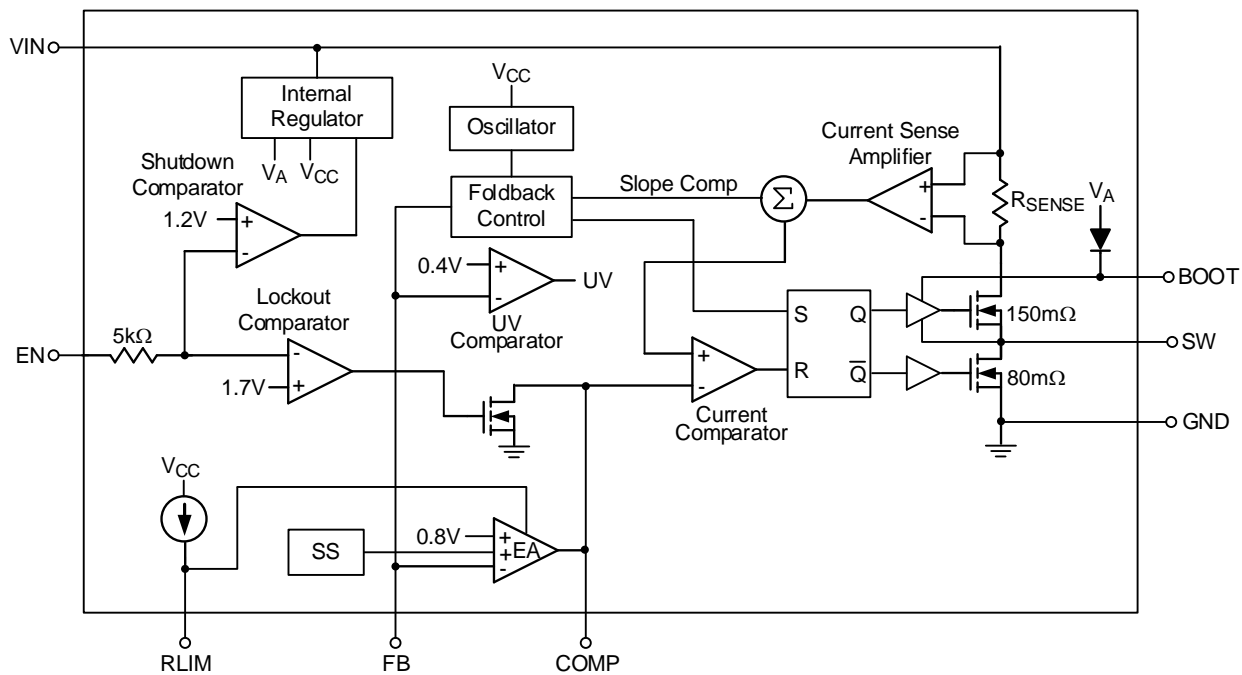 VIN
Internal
Regulator
VA
VCC
Shutdown
Comparator
1.2V
+
-
VCC
Oscillator
Foldback
Control
Slope Comp
Σ
Current Sense
Amplifier
+
-
RSENSE
VA
BOOT
0.4V
+
-
UV
UV
Comparator
Lockout
Comparator
EN
5kΩ
-
1.7V
+
+
-
Current
Comparator
S
Q
R
Q̅
150mΩ
SW
80mΩ
GND
VCC
SS
0.8V
+
+
-
EA
RLIM
FB
COMP